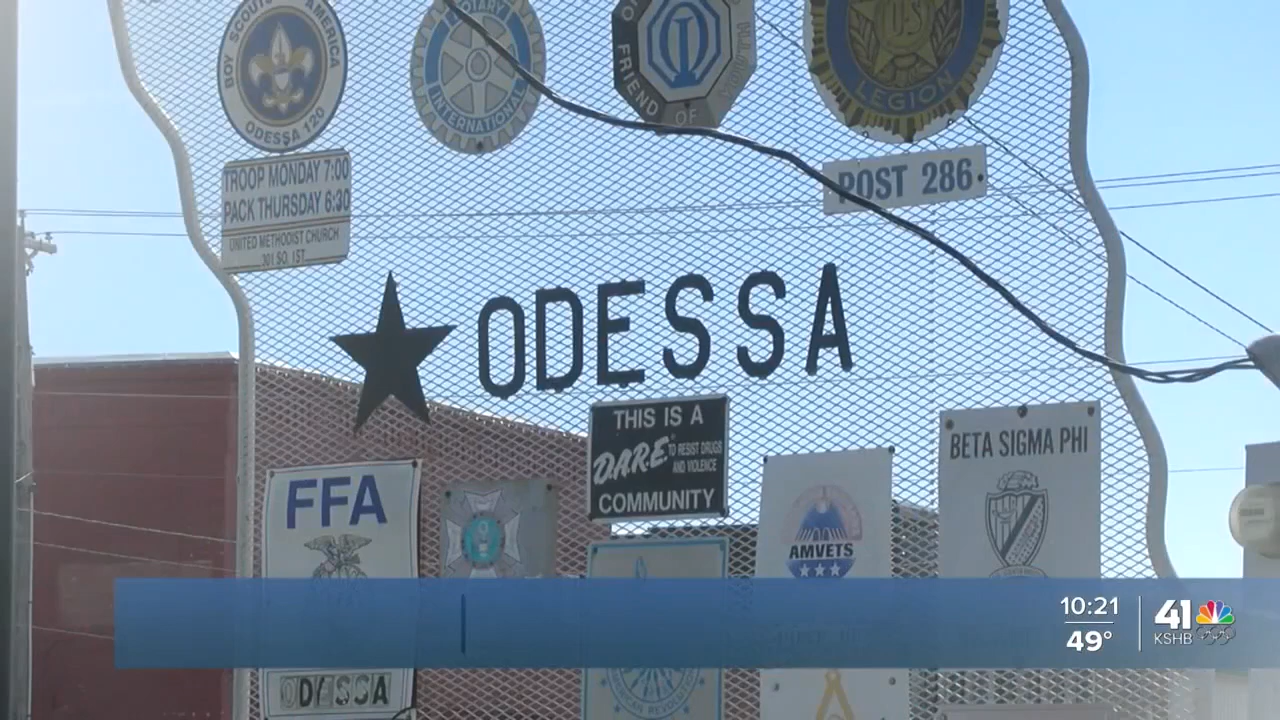 BOY SCOUTS AMERICA
ODESSA 120
TROOP MONDAY 7:00
PACK THURSDAY 6:30
UNITED METHODIST CHURCH
301 SO. 1ST
ROTARY
INTERNATIONAL
FRIEND OF
LEGION
POST 286
ODESSA
THIS IS A
D.A.R.E. TO RESIST DRUGS
AND VIOLENCE
COMMUNITY
FFA
ODESSA
AMVETS
BETA SIGMA PHI
10:21
49°
41
KSHB